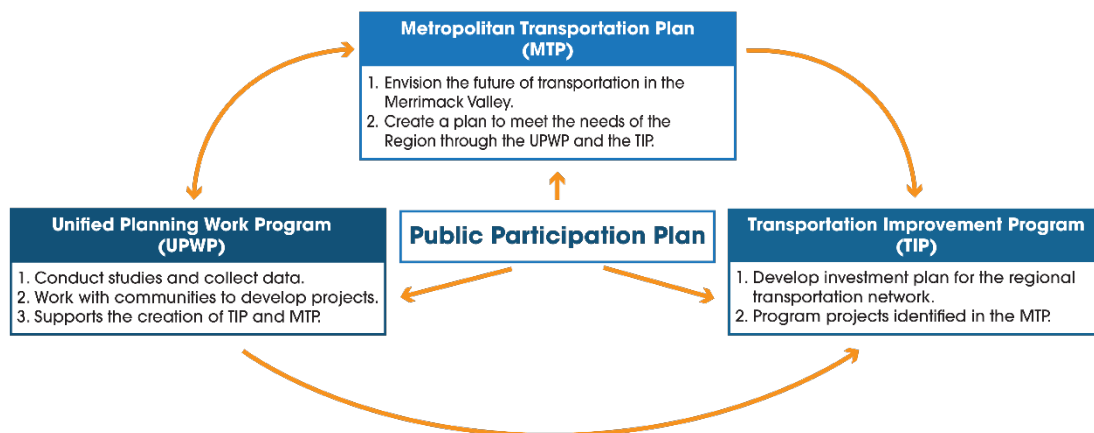 Metropolitan Transportation Plan
(MTP)
1. Envision the future of transportation in the
Merrimack Valley.
2. Create a plan to meet the needs of the
Region through the UPWP and the TIP.
Unified Planning Work Program
(UPWP)
1. Conduct studies and collect data.
2. Work with communities to develop projects.
3. Supports the creation of TIP and MTP.
Public Participation Plan
Transportation Improvement Program
(TIP)
1. Develop investment plan for the regional
transportation network.
2. Program projects identified in the MTP.